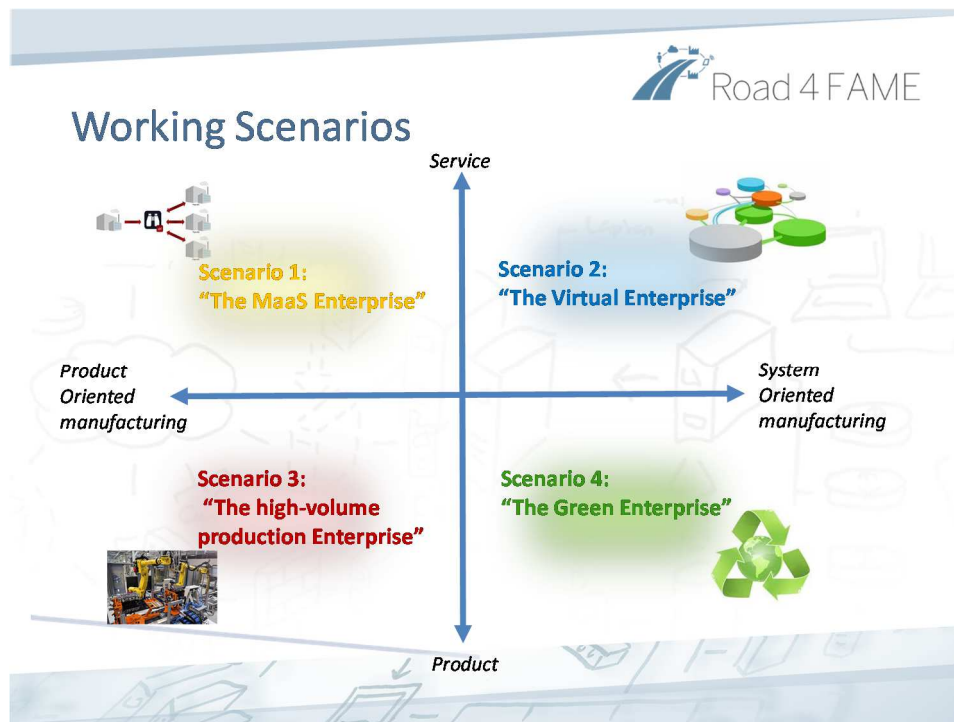 Road 4 FAME
Working Scenarios
Service
Scenario 1:
“The MaaS Enterprise”
Scenario 2:
“The Virtual Enterprise”
Product
Oriented
manufacturing
System
Oriented
manufacturing
Scenario 3:
“The high-volume
production Enterprise”
Scenario 4:
“The Green Enterprise”
Product